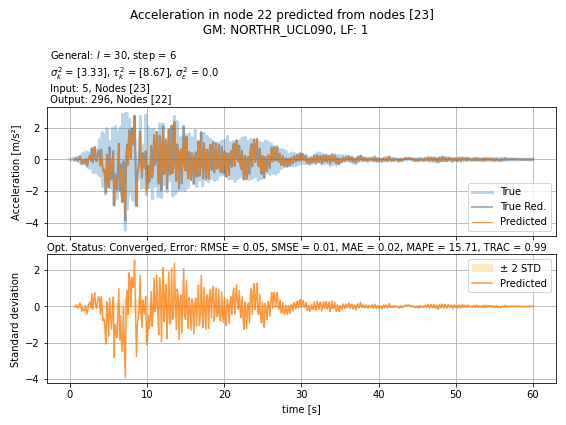 Acceleration in node 22 predicted from nodes [23]
GM: NORTHR_UCL090, LF: 1
General: l = 30, step = 6
σ²ₖ = [3.33], τ²ₖ = [8.67], σ²ε = 0.0
Input: 5, Nodes [23]
Output: 296, Nodes [22]
Acceleration [m/s²]
2
0
−2
−4
True
True Red.
Predicted
Opt. Status: Converged, Error: RMSE = 0.05, SMSE = 0.01, MAE = 0.02, MAPE = 15.71, TRAC = 0.99
Standard deviation
2
0
−2
−4
± 2 STD
Predicted
0 10 20 30 40 50 60
time [s]